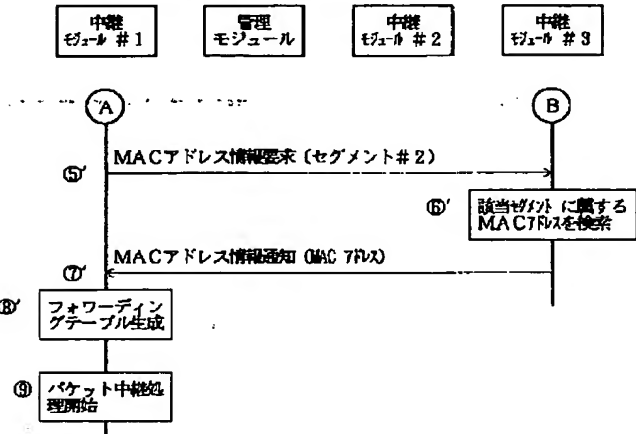 中継
モジュール #1
管理
モジュール
中継
モジュール #2
中継
モジュール #3
A
B
MACアドレス情報要求(セグメント#2)
⑤'
⑥'
該当セグメントに属する
MACアドレスを検索
MACアドレス情報通知(MAC アドレス)
⑦'
⑧'
フォワーディン
グテーブル生成
⑨
パケット中継処
理開始